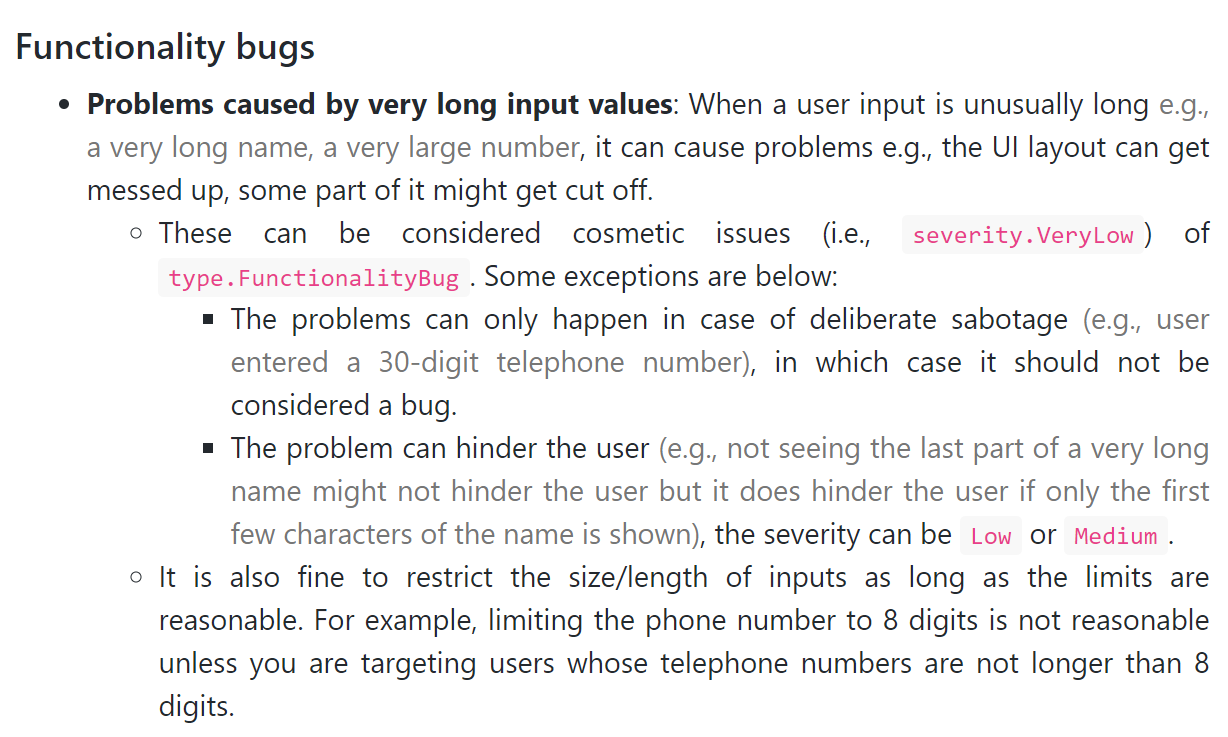 Functionality bugs
• Problems caused by very long input values: When a user input is unusually long e.g.,
a very long name, a very large number, it can cause problems e.g., the UI layout can get
messed up, some part of it might get cut off.
◦ These can be considered cosmetic issues (i.e., severity.VeryLow) of
type.FunctionalityBug. Some exceptions are below:
▪ The problems can only happen in case of deliberate sabotage (e.g., user
entered a 30-digit telephone number), in which case it should not be
considered a bug.
▪ The problem can hinder the user (e.g., not seeing the last part of a very long
name might not hinder the user but it does hinder the user if only the first
few characters of the name is shown), the severity can be Low or Medium.
◦ It is also fine to restrict the size/length of inputs as long as the limits are
reasonable. For example, limiting the phone number to 8 digits is not reasonable
unless you are targeting users whose telephone numbers are not longer than 8
digits.